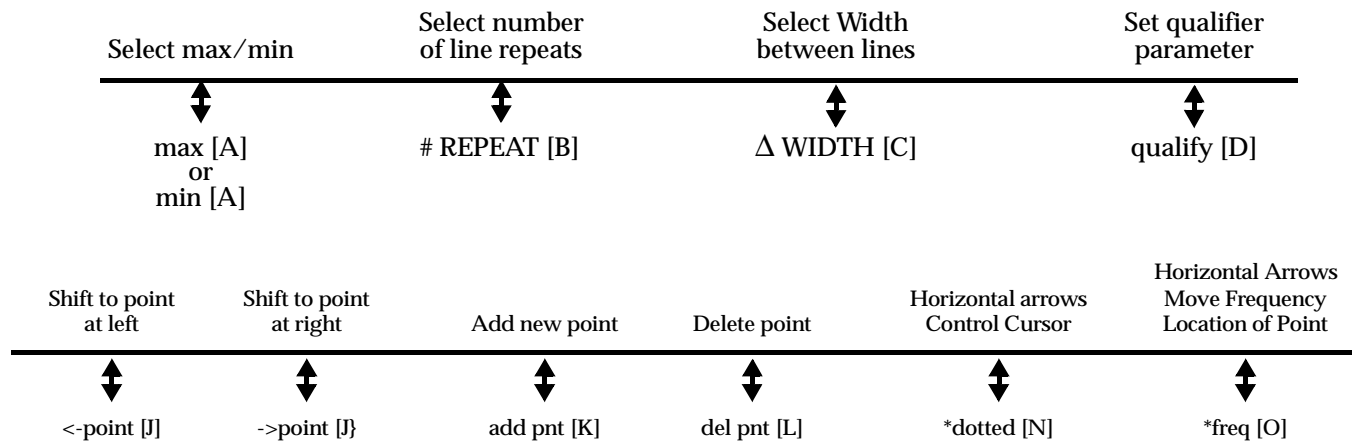 Select max/min
Select number
of line repeats
Select Width
between lines
Set qualifier
parameter
max [A]
or
min [A]
# REPEAT [B]
Δ WIDTH [C]
qualify [D]
Shift to point
at left
Shift to point
at right
Add new point
Delete point
Horizontal arrows
Control Cursor
Horizontal Arrows
Move Frequency
Location of Point
<-point [J]
->point [J}
add pnt [K]
del pnt [L]
*dotted [N]
*freq [O]